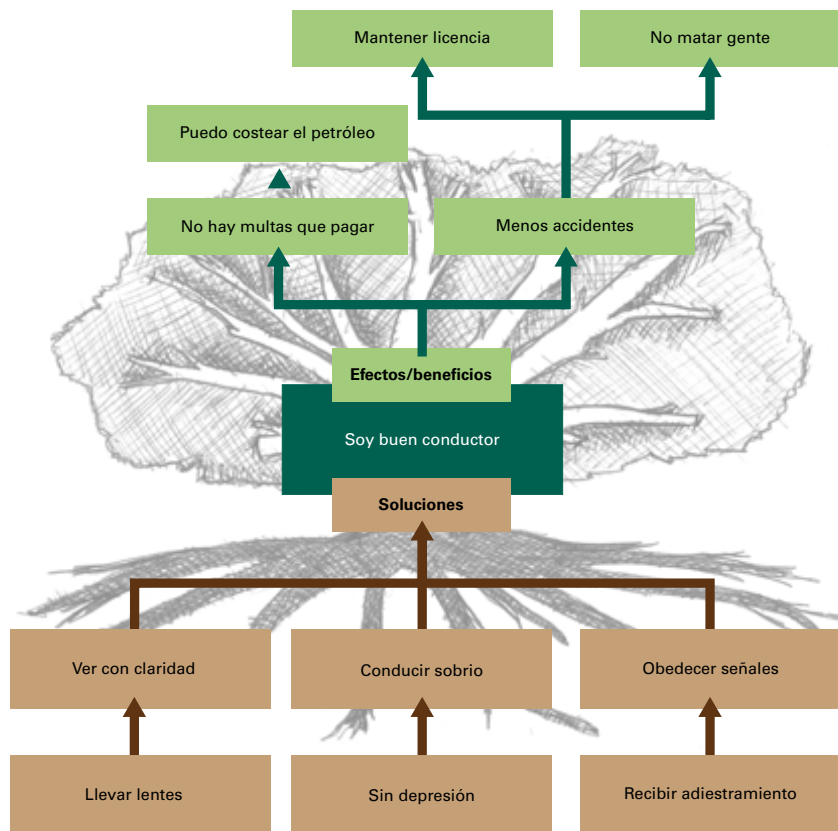 Mantener licencia
No matar gente
Puedo costear el petróleo
No hay multas que pagar
Menos accidentes
Efectos/beneficios
Soy buen conductor
Soluciones
Ver con claridad
Conducir sobrio
Obedecer señales
Llevar lentes
Sin depresión
Recibir adiestramiento